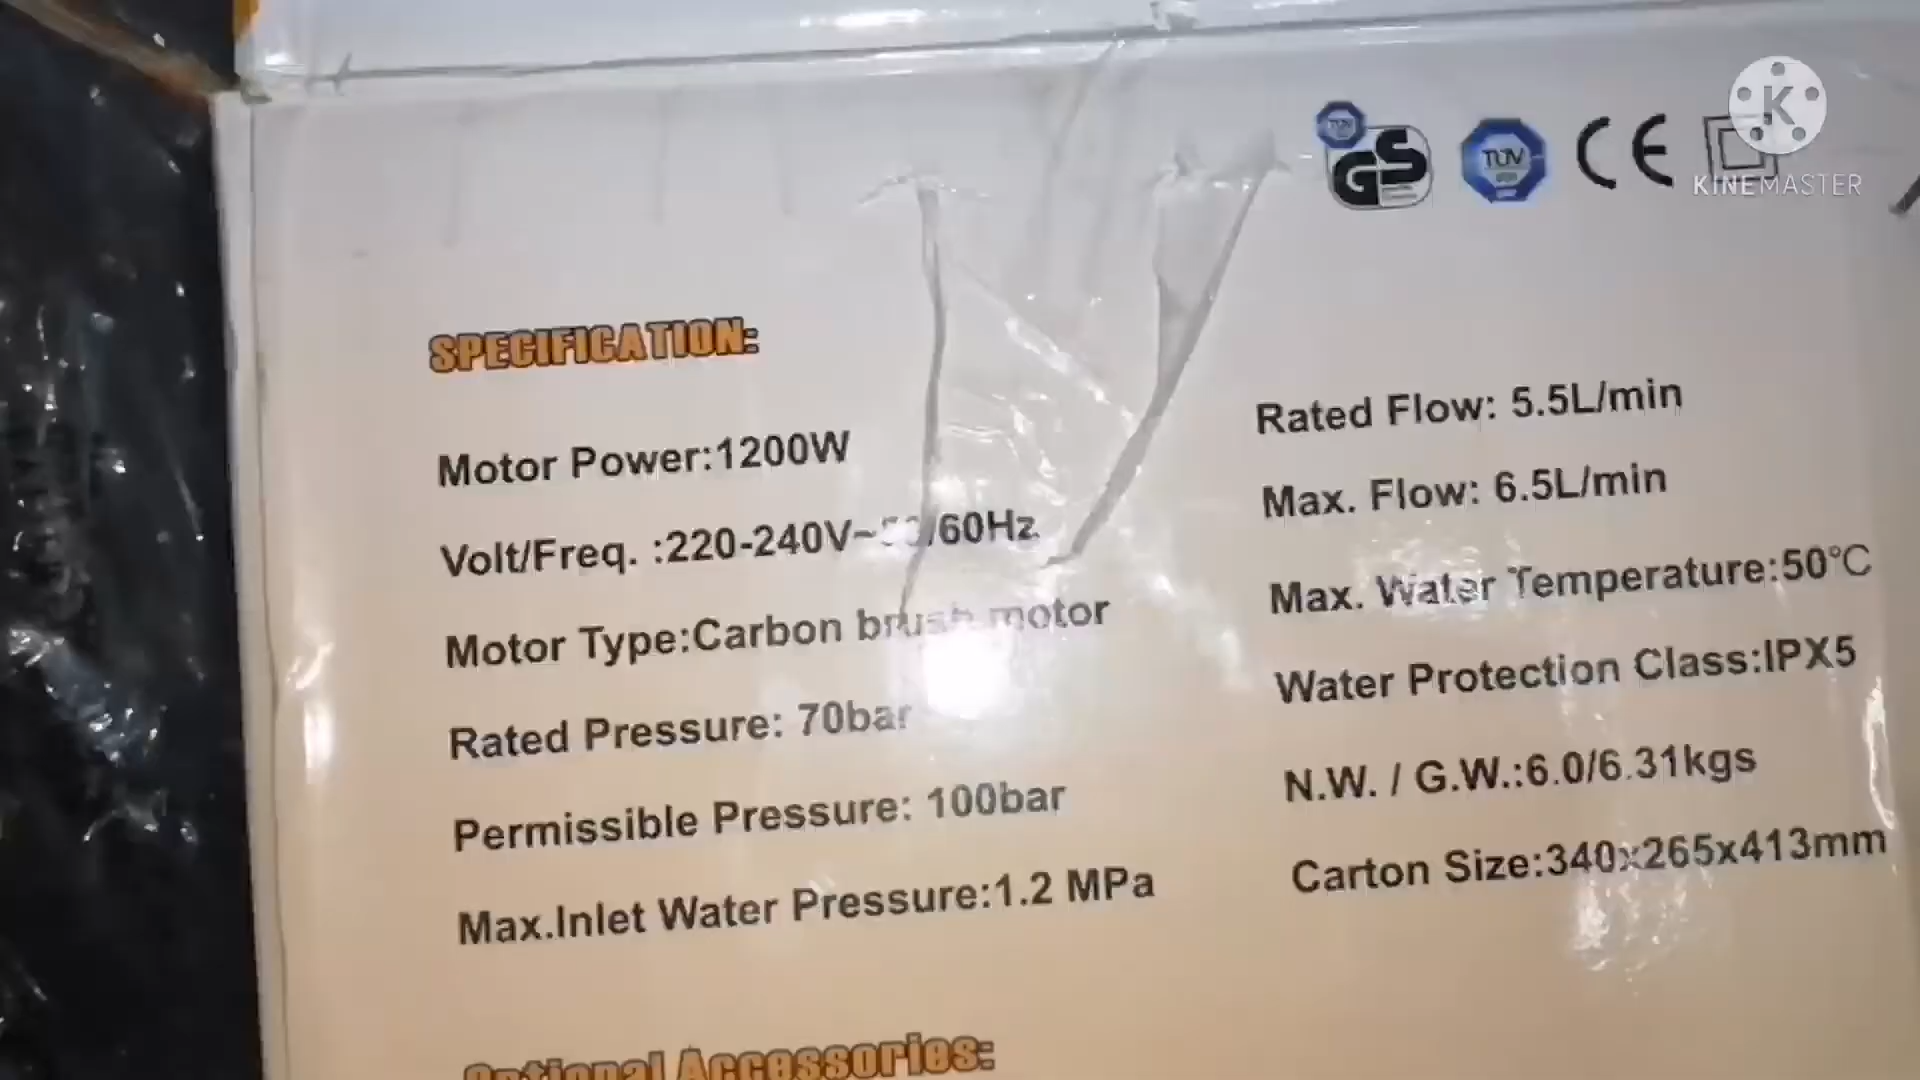 TÜV
GS
TÜV
CE
K
KINEMASTER
SPECIFICATION:
Motor Power:1200W
Volt/Freq. :220-240V~50/60Hz
Motor Type:Carbon brush motor
Rated Pressure: 70bar
Permissible Pressure: 100bar
Max.Inlet Water Pressure:1.2 MPa
Rated Flow: 5.5L/min
Max. Flow: 6.5L/min
Max. Water Temperature:50°C
Water Protection Class:IPX5
N.W. / G.W.:6.0/6.31kgs
Carton Size:340x265x413mm
Optional Accessories: